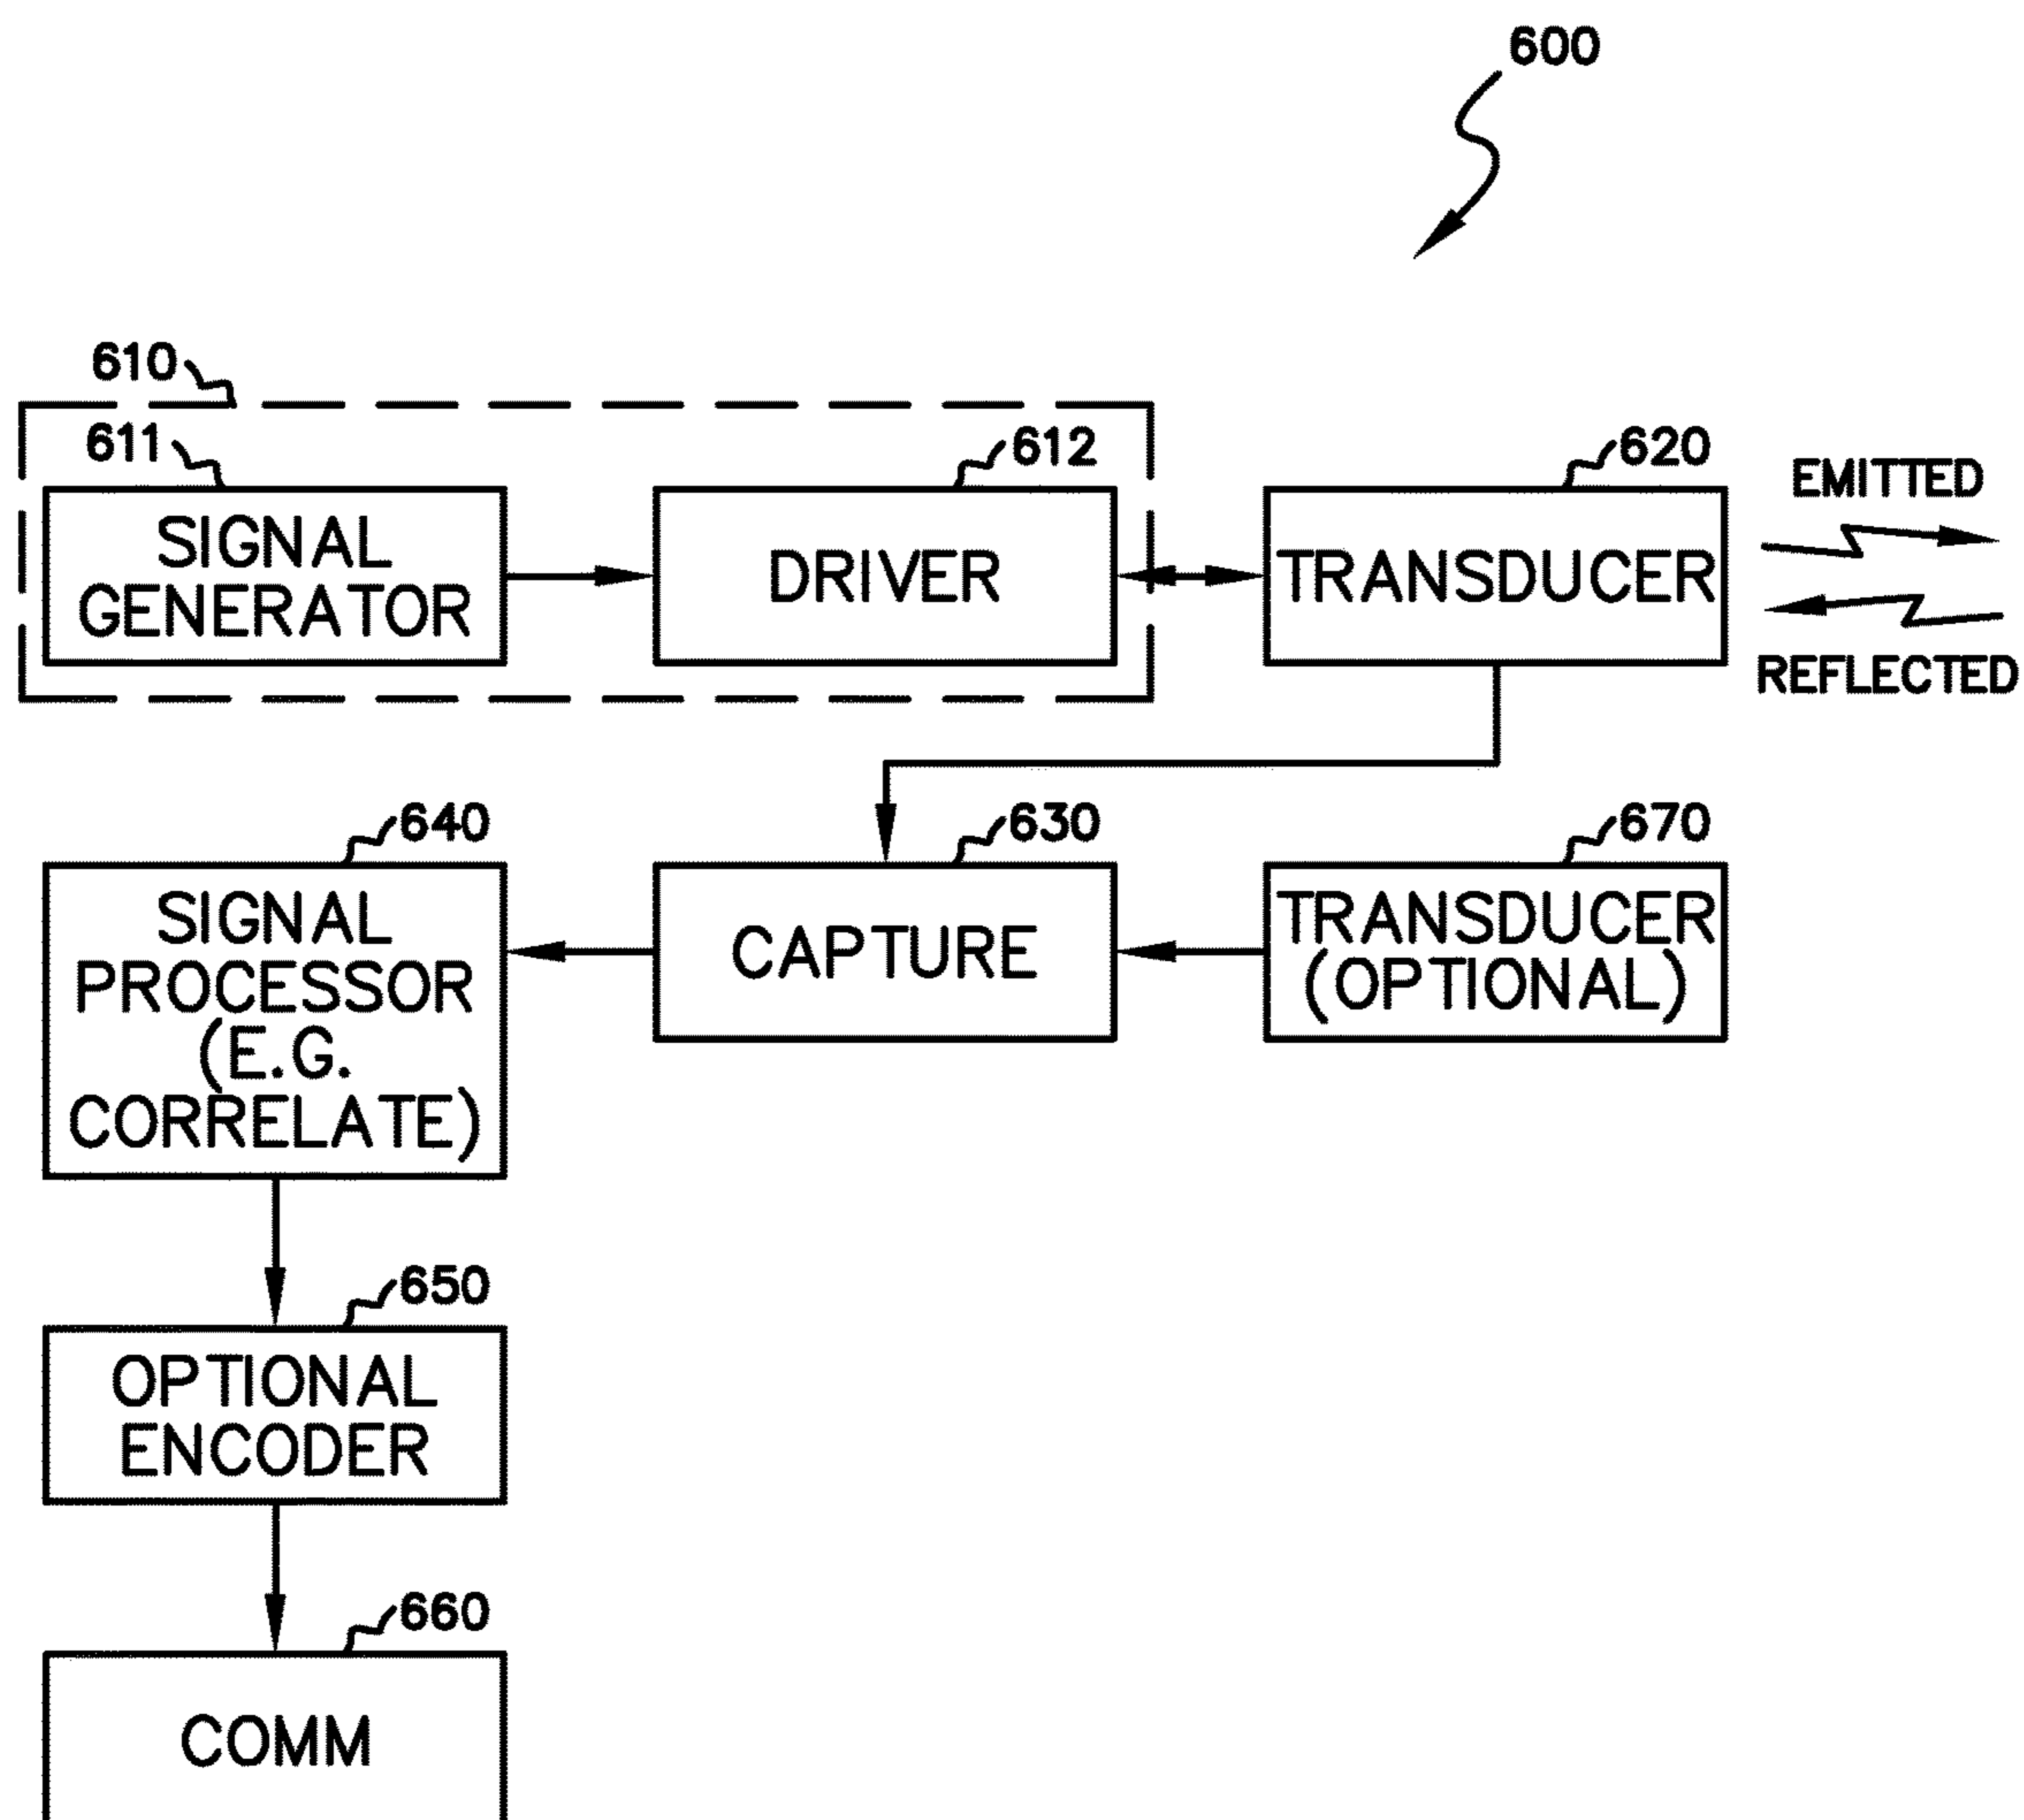 600
610
611
612
620
SIGNAL
GENERATOR
DRIVER
TRANSDUCER
EMITTED
REFLECTED
640
630
670
SIGNAL
PROCESSOR
(E.G.
CORRELATE)
CAPTURE
TRANSDUCER
(OPTIONAL)
650
OPTIONAL
ENCODER
660
COMM